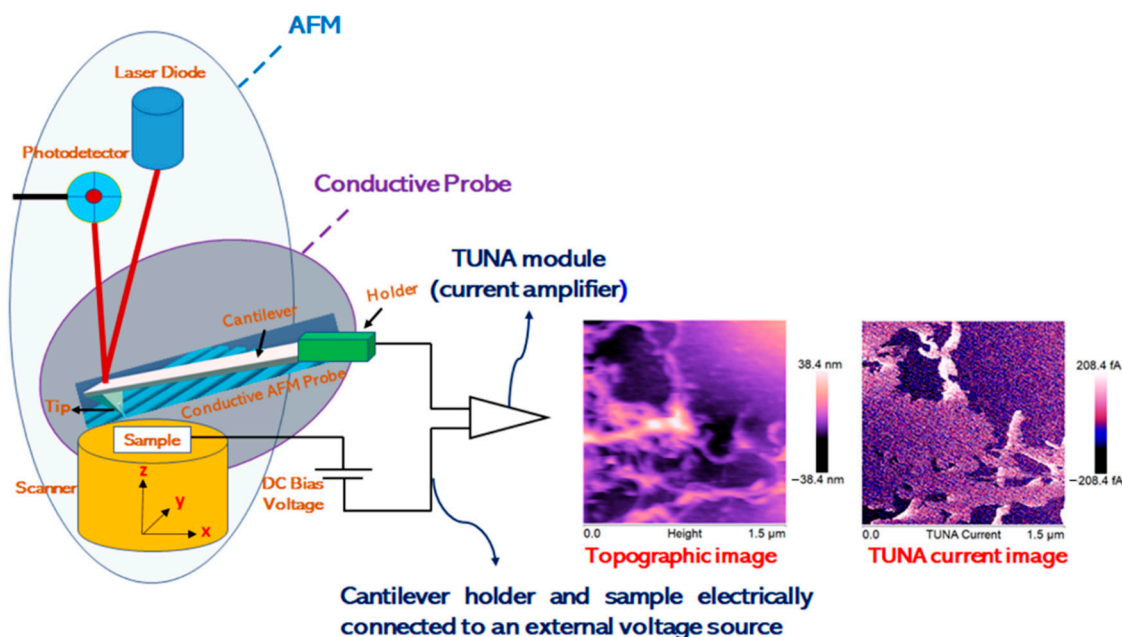 AFM
Laser Diode
Photodetector
Conductive Probe
TUNA module
(current amplifier)
Holder
Cantilever
Conductive AFM Probe
Tip
Sample
Scanner
z
y
x
DC Bias
Voltage
38.4 nm
−38.4 nm
0.0 Height 1.5 µm
Topographic image
208.4 fA
−208.4 fA
0.0 TUNA Current 1.5 µm
TUNA current image
Cantilever holder and sample electrically
connected to an external voltage source